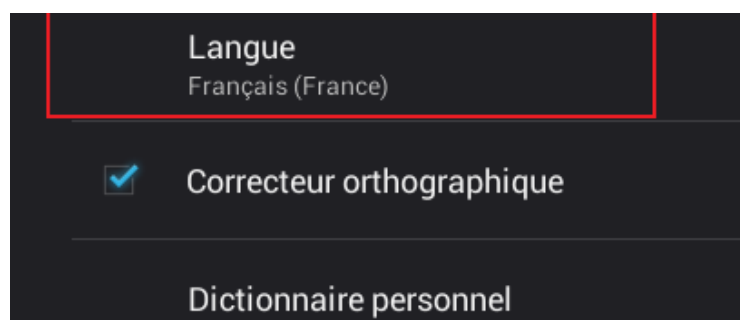 Langue
Français (France)
Correcteur orthographique
Dictionnaire personnel